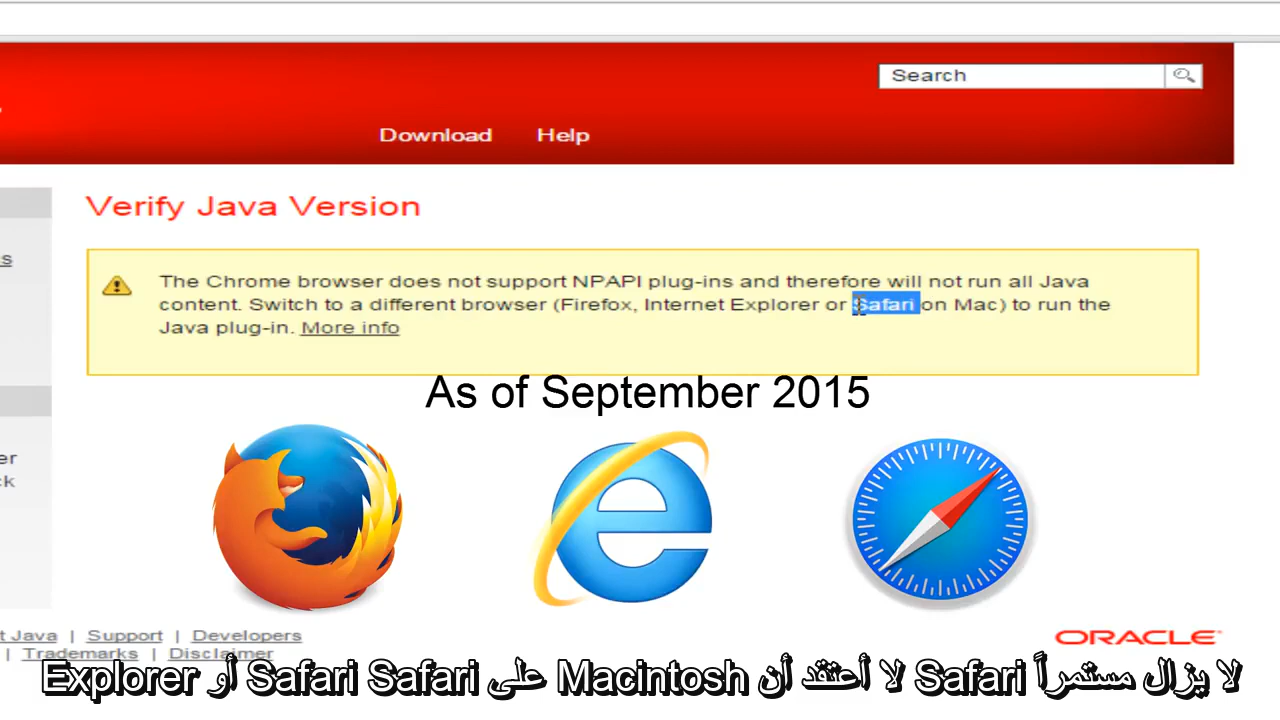 Search
Download Help
Verify Java Version
The Chrome browser does not support NPAPI plug-ins and therefore will not run all Java
content. Switch to a different browser (Firefox, Internet Explorer or Safari on Mac) to run the
Java plug-in. More info
As of September 2015
t Java | Support | Developers
| Trademarks | Disclaimer
ORACLE
Explorer أو Safari Safari على Macintosh لا أعتقد أن Safari لا يزال مستمراً